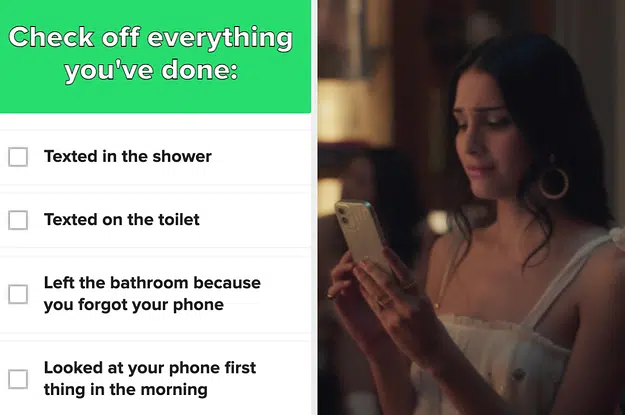 Check off everything
you've done:
Texted in the shower
Texted on the toilet
Left the bathroom because
you forgot your phone
Looked at your phone first
thing in the morning